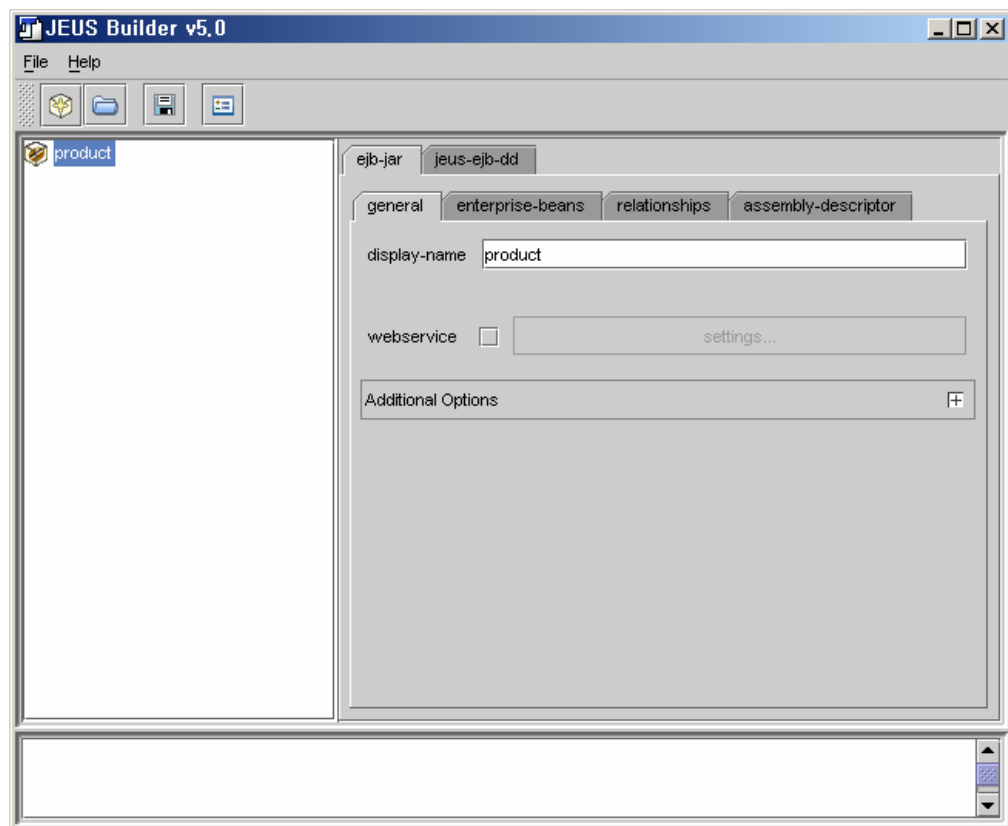 JEUS Builder v5.0
File Help
product
ejb-jar jeus-ejb-dd
general enterprise-beans relationships assembly-descriptor
display-name product
webservice settings...
Additional Options